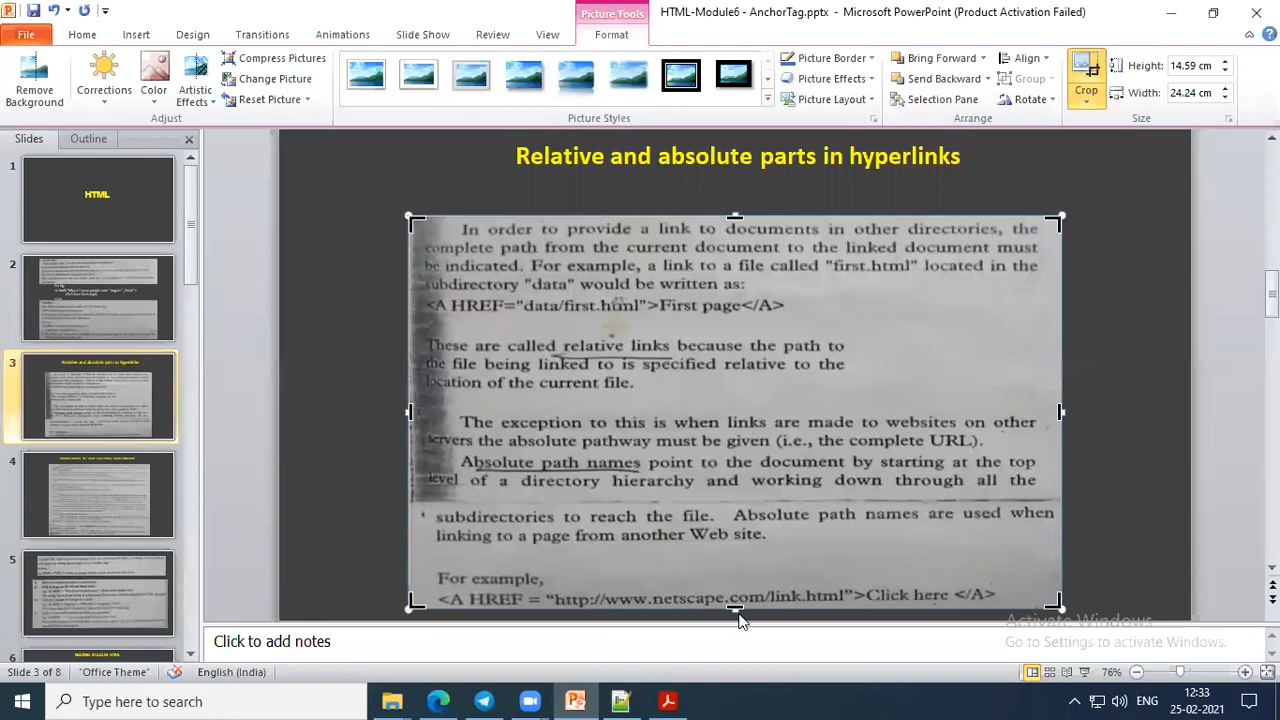 Picture Tools
HTML-Module6 - AnchorTag.pptx - Microsoft PowerPoint (Product Activation Failed)
File Home Insert Design Transitions Animations Slide Show Review View Format
Remove Background
Corrections
Color
Artistic Effects
Compress Pictures
Change Picture
Reset Picture
Adjust
Picture Styles
Picture Border
Picture Effects
Picture Layout
Bring Forward
Send Backward
Selection Pane
Align
Group
Rotate
Arrange
Crop
Height: 14.59 cm
Width: 24.24 cm
Size
Slides Outline
1
HTML
2
3
Relative and absolute parts in hyperlinks
4
5
6
Relative and absolute parts in hyperlinks
In order to provide a link to documents in other directories, the
complete path from the current document to the linked document must
be indicated. For example, a link to a file called "first.html" located in the
subdirectory "data" would be written as:
<A HREF="data/first.html">First page</A>
These are called relative links because the path to
the file being linked to is specified relative to the
location of the current file.
The exception to this is when links are made to websites on other
servers the absolute pathway must be given (i.e., the complete URL).
Absolute path names point to the document by starting at the top
level of a directory hierarchy and working down through all the
subdirectories to reach the file. Absolute path names are used when
linking to a page from another Web site.
For example,
<A HREF= "http://www.netscape.com/link.html">Click here </A>
Activate Windows
Go to Settings to activate Windows.
Click to add notes
Slide 3 of 8 "Office Theme" English (India) 76%
Type here to search
ENG
12:33
25-02-2021